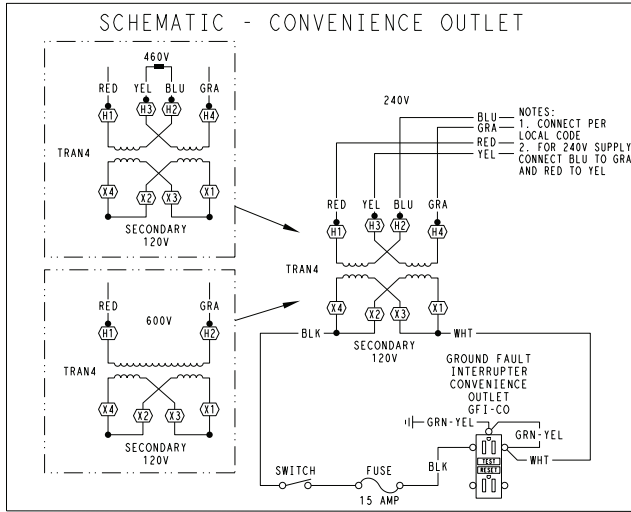 SCHEMATIC - CONVENIENCE OUTLET
460V
RED YEL BLU GRA
H1 H3 H2 H4
TRAN4
X4 X2 X3 X1
SECONDARY
120V
600V
RED GRA
H1 H2
TRAN4
X4 X2 X3 X1
SECONDARY
120V
240V
BLU
GRA
RED
YEL
NOTES:
1. CONNECT PER
LOCAL CODE
2. FOR 240V SUPPLY
CONNECT BLU TO GRA
AND RED TO YEL
RED YEL BLU GRA
H1 H3 H2 H4
TRAN4
X4 X2 X3 X1
BLK WHT
SECONDARY
120V
GROUND FAULT
INTERRUPTER
CONVENIENCE
OUTLET
GFI-CO
GRN-YEL
GRN-YEL
WHT
BLK
TEST
RESET
SWITCH FUSE
15 AMP